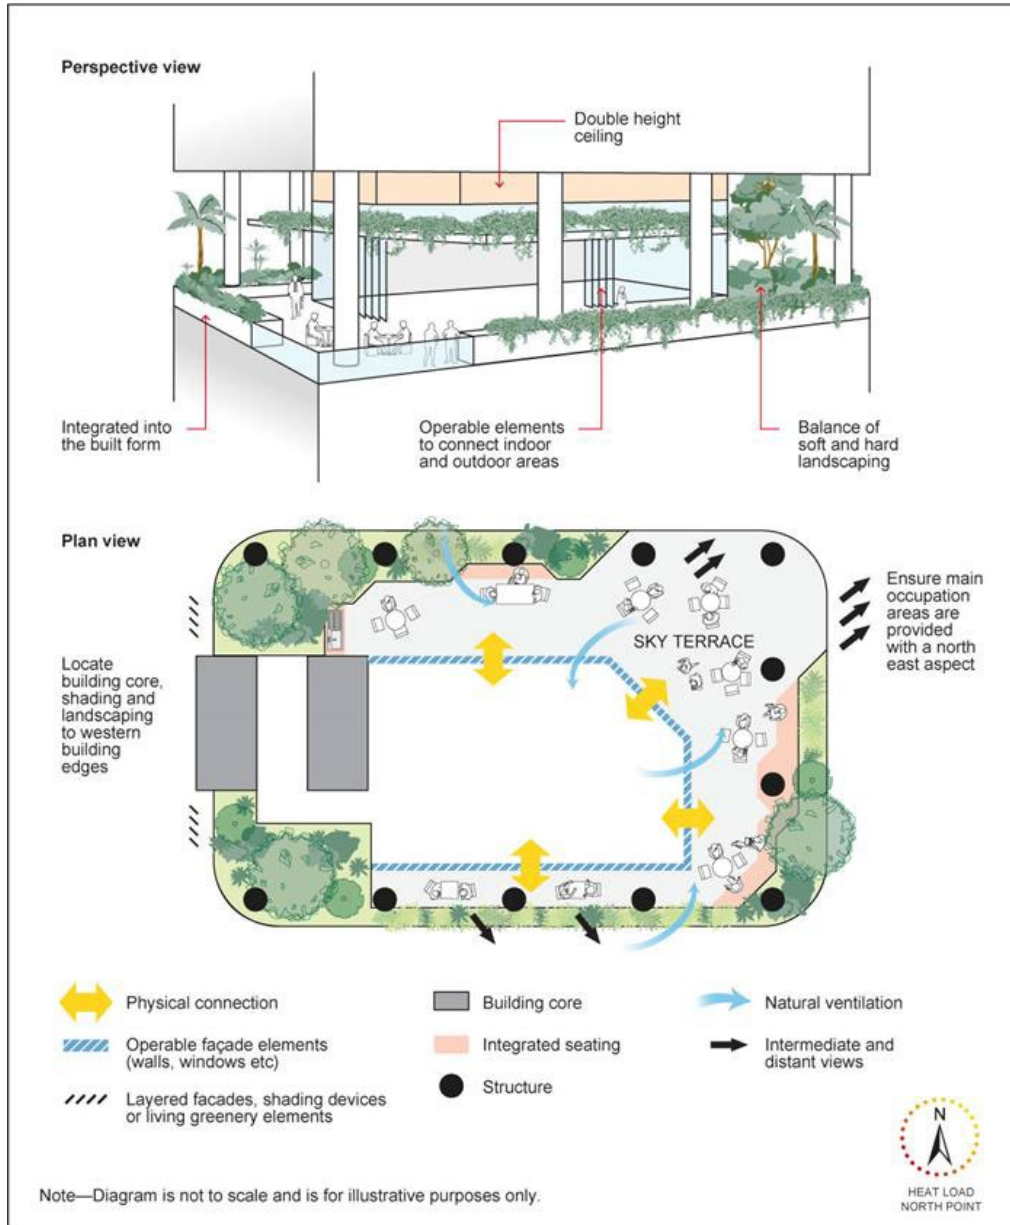 Perspective view
Double height
ceiling
Integrated into
the built form
Operable elements
to connect indoor
and outdoor areas
Balance of
soft and hard
landscaping
Plan view
Ensure main
occupation
areas are
provided
with a north
east aspect
SKY TERRACE
Locate
building core,
shading and
landscaping
to western
building
edges
Physical connection
Building core
Natural ventilation
Operable façade elements
(walls, windows etc)
Integrated seating
Intermediate and
distant views
Structure
Layered facades, shading devices
or living greenery elements
N
HEAT LOAD
NORTH POINT
Note—Diagram is not to scale and is for illustrative purposes only.